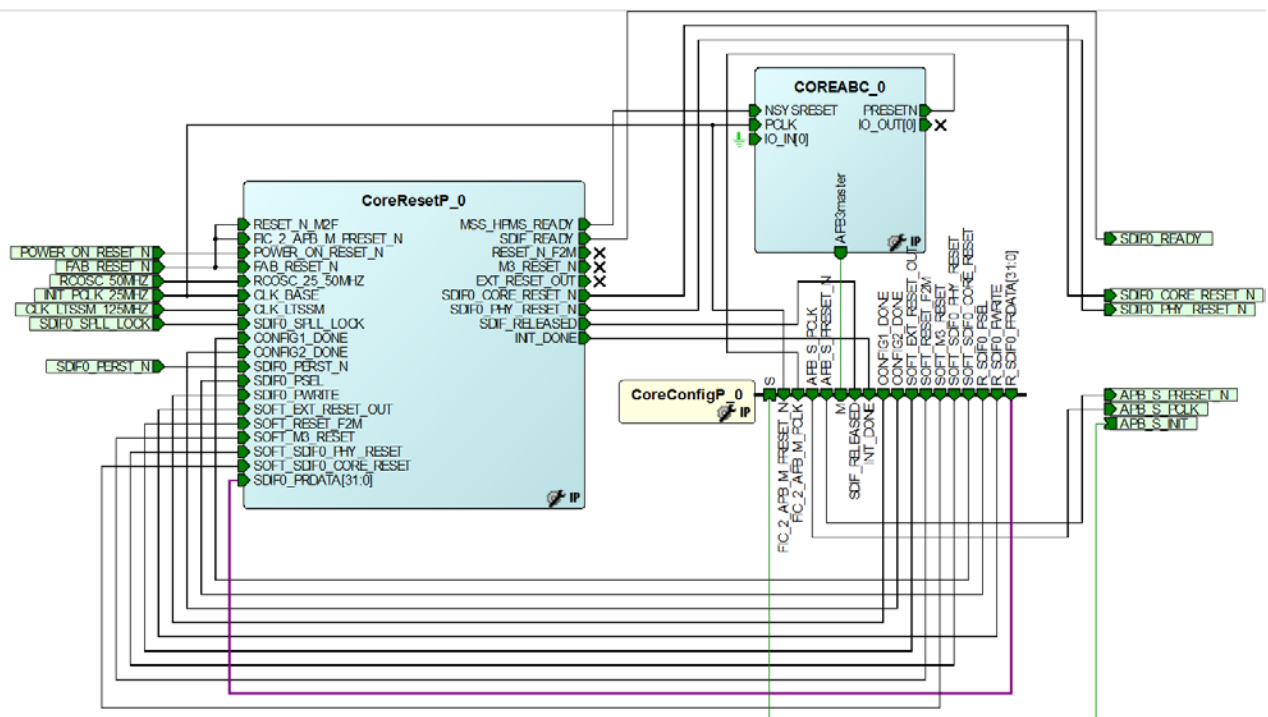 COREABC_0
NSYSRESET
PRESETN
PCLK
IO_OUT[0]
IO_IN[0]
APB3master
IP
CoreResetP_0
RESET_N_M2F
MSS_HPMS_READY
FIC_2_APB_M_PRESET_N
SDIF_READY
POWER_ON_RESET_N
POWER_ON_RESET_N
RESET_N_F2M
FAB_RESET_N
FAB_RESET_N
M3_RESET_N
RCOSC_50MHZ
RCOSC_25_50MHZ
EXT_RESET_OUT
INIT_PCLK_25MHZ
CLK_BASE
SDIF0_CORE_RESET_N
CLK_LTSSM_125MHZ
CLK_LTSSM
SDIF0_PHY_RESET_N
SDIF0_SPLL_LOCK
SDIF0_SPLL_LOCK
SDIF_RELEASED
CONFIG1_DONE
INIT_DONE
CONFIG2_DONE
SDIF0_PERST_N
SDIF0_PERST_N
SDIF0_PSEL
SDIF0_PWRITE
SOFT_EXT_RESET_OUT
SOFT_RESET_F2M
SOFT_M3_RESET
SOFT_SDIF0_PHY_RESET
SOFT_SDIF0_CORE_RESET
SDIF0_PRDATA[31:0]
IP
CoreConfigP_0
IP
S
FIC_2_APB_M_PRESET_N
FIC_2_APB_M_PCLK
APB_S_PCLK
APB_S_PRESET_N
M
SDIF_RELEASED
INIT_DONE
CONFIG1_DONE
CONFIG2_DONE
SOFT_EXT_RESET_OUT
SOFT_RESET_F2M
SOFT_M3_RESET
SOFT_SDIF0_PHY_RESET
SOFT_SDIF0_CORE_RESET
R_SDIF0_PSEL
R_SDIF0_PWRITE
R_SDIF0_PRDATA[31:0]
SDIF0_READY
SDIF0_CORE_RESET_N
SDIF0_PHY_RESET_N
APB_S_PRESET_N
APB_S_PCLK
APB_S_INIT